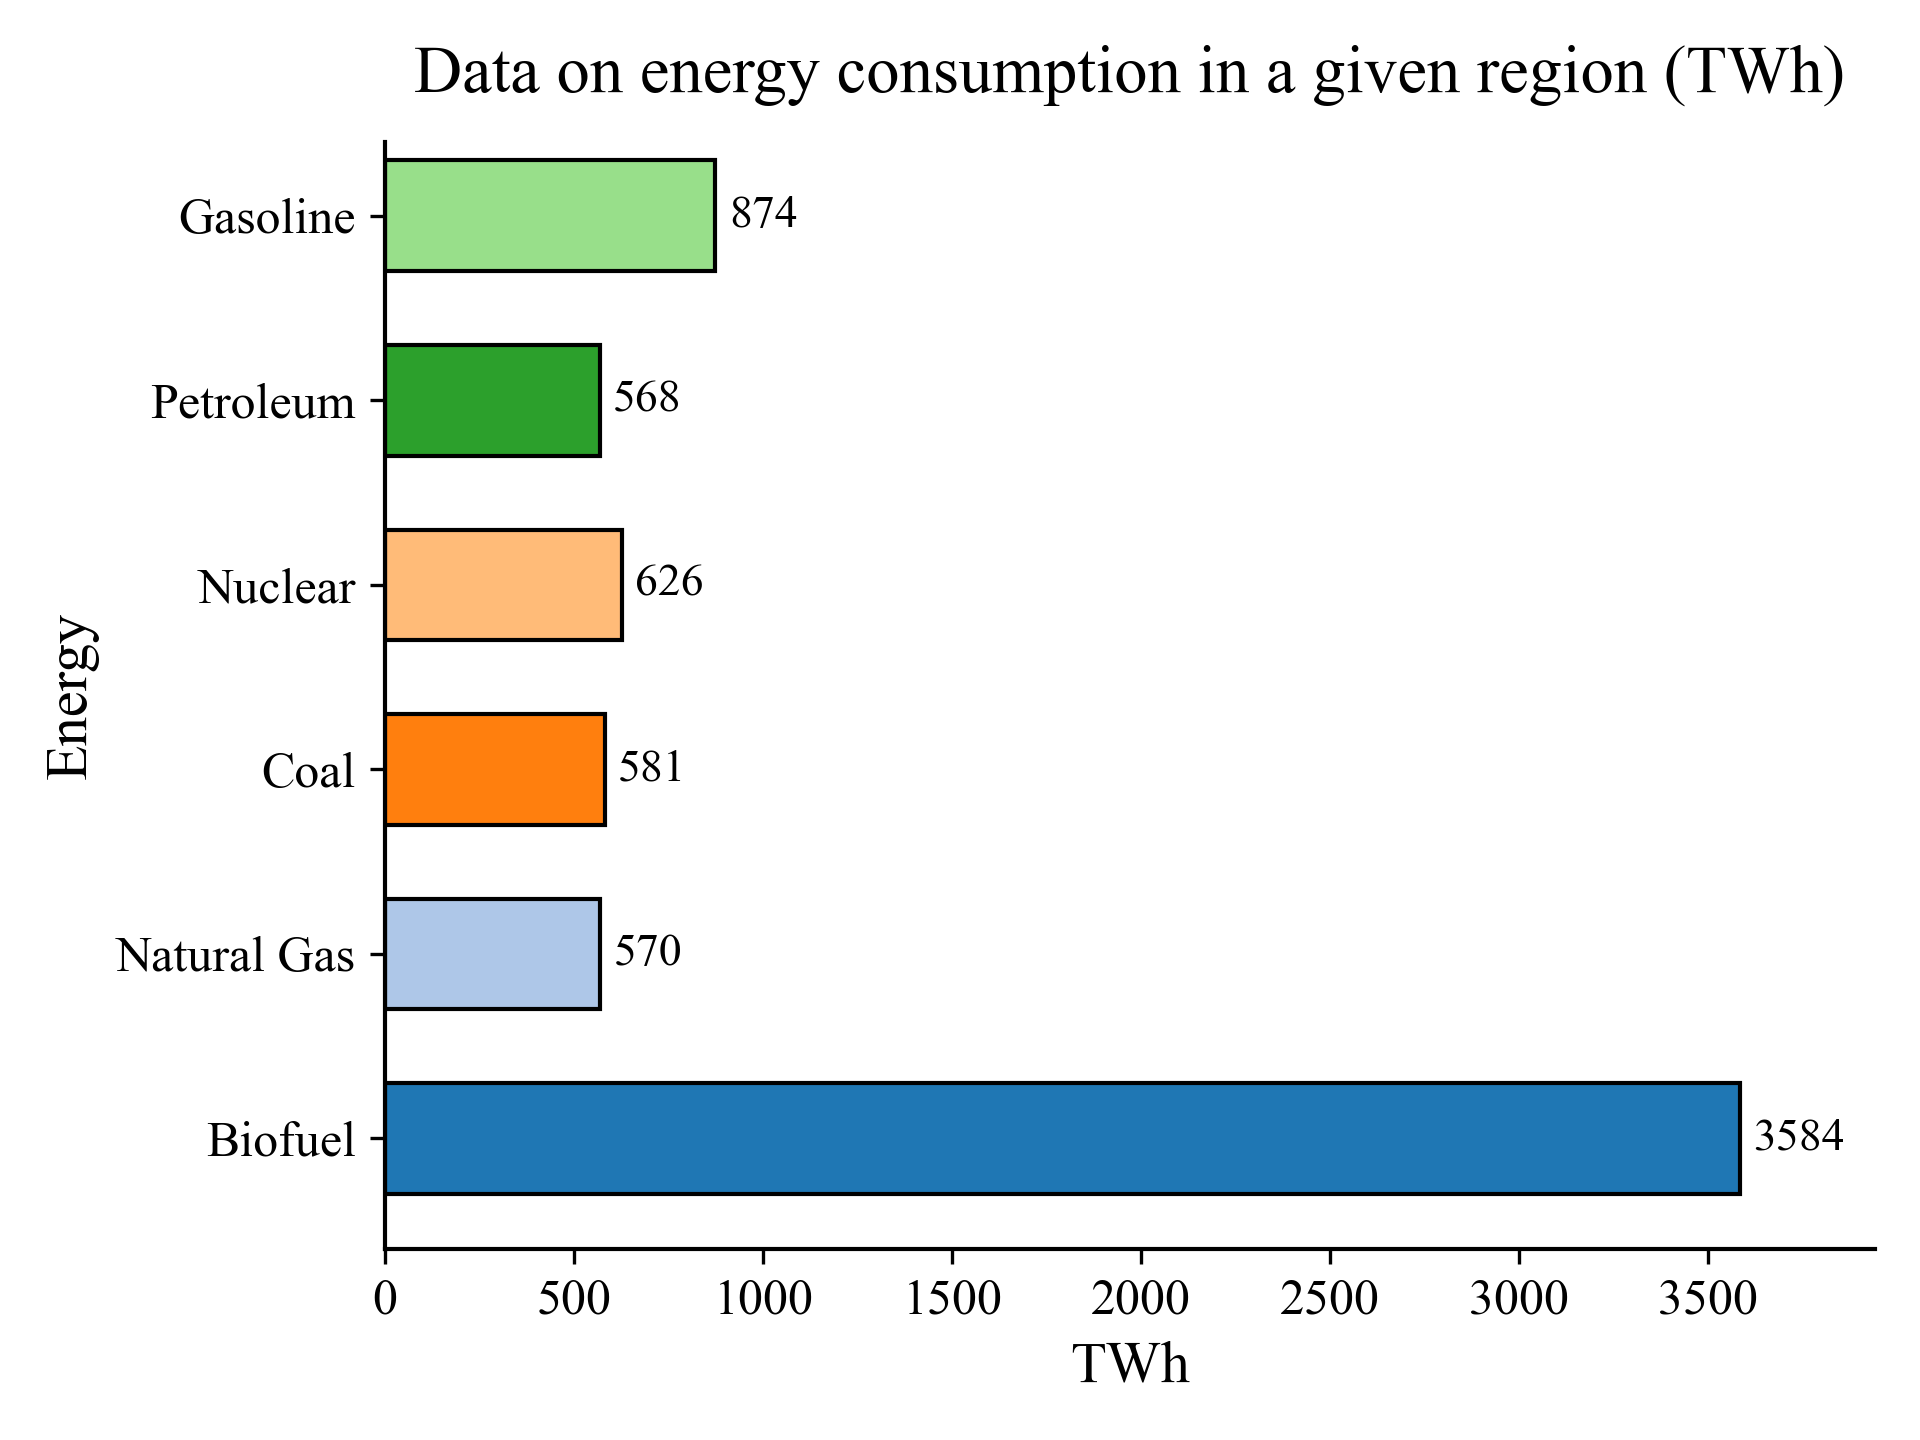 Data on energy consumption in a given region (TWh)
Gasoline
874
Petroleum
568
Nuclear
626
Coal
581
Natural Gas
570
Biofuel
3584
Energy
0 500 1000 1500 2000 2500 3000 3500
TWh